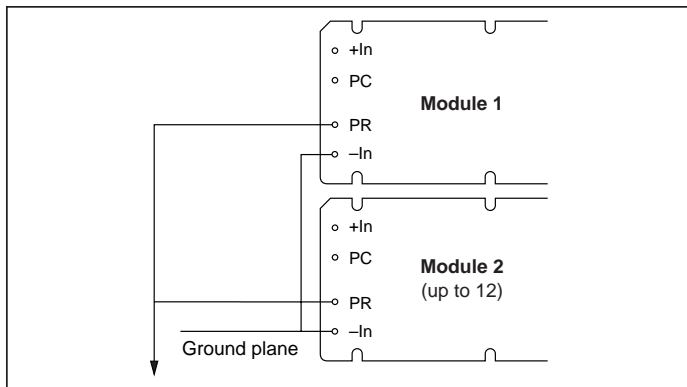 +In
PC
Module 1
PR
–In
+In
PC
Module 2
(up to 12)
PR
–In
Ground plane